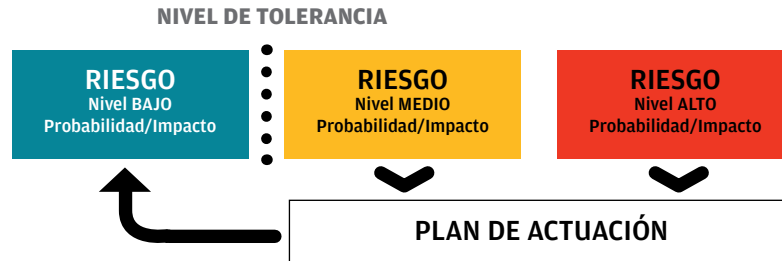 NIVEL DE TOLERANCIA
RIESGO
Nivel BAJO
Probabilidad/Impacto
RIESGO
Nivel MEDIO
Probabilidad/Impacto
RIESGO
Nivel ALTO
Probabilidad/Impacto
PLAN DE ACTUACIÓN